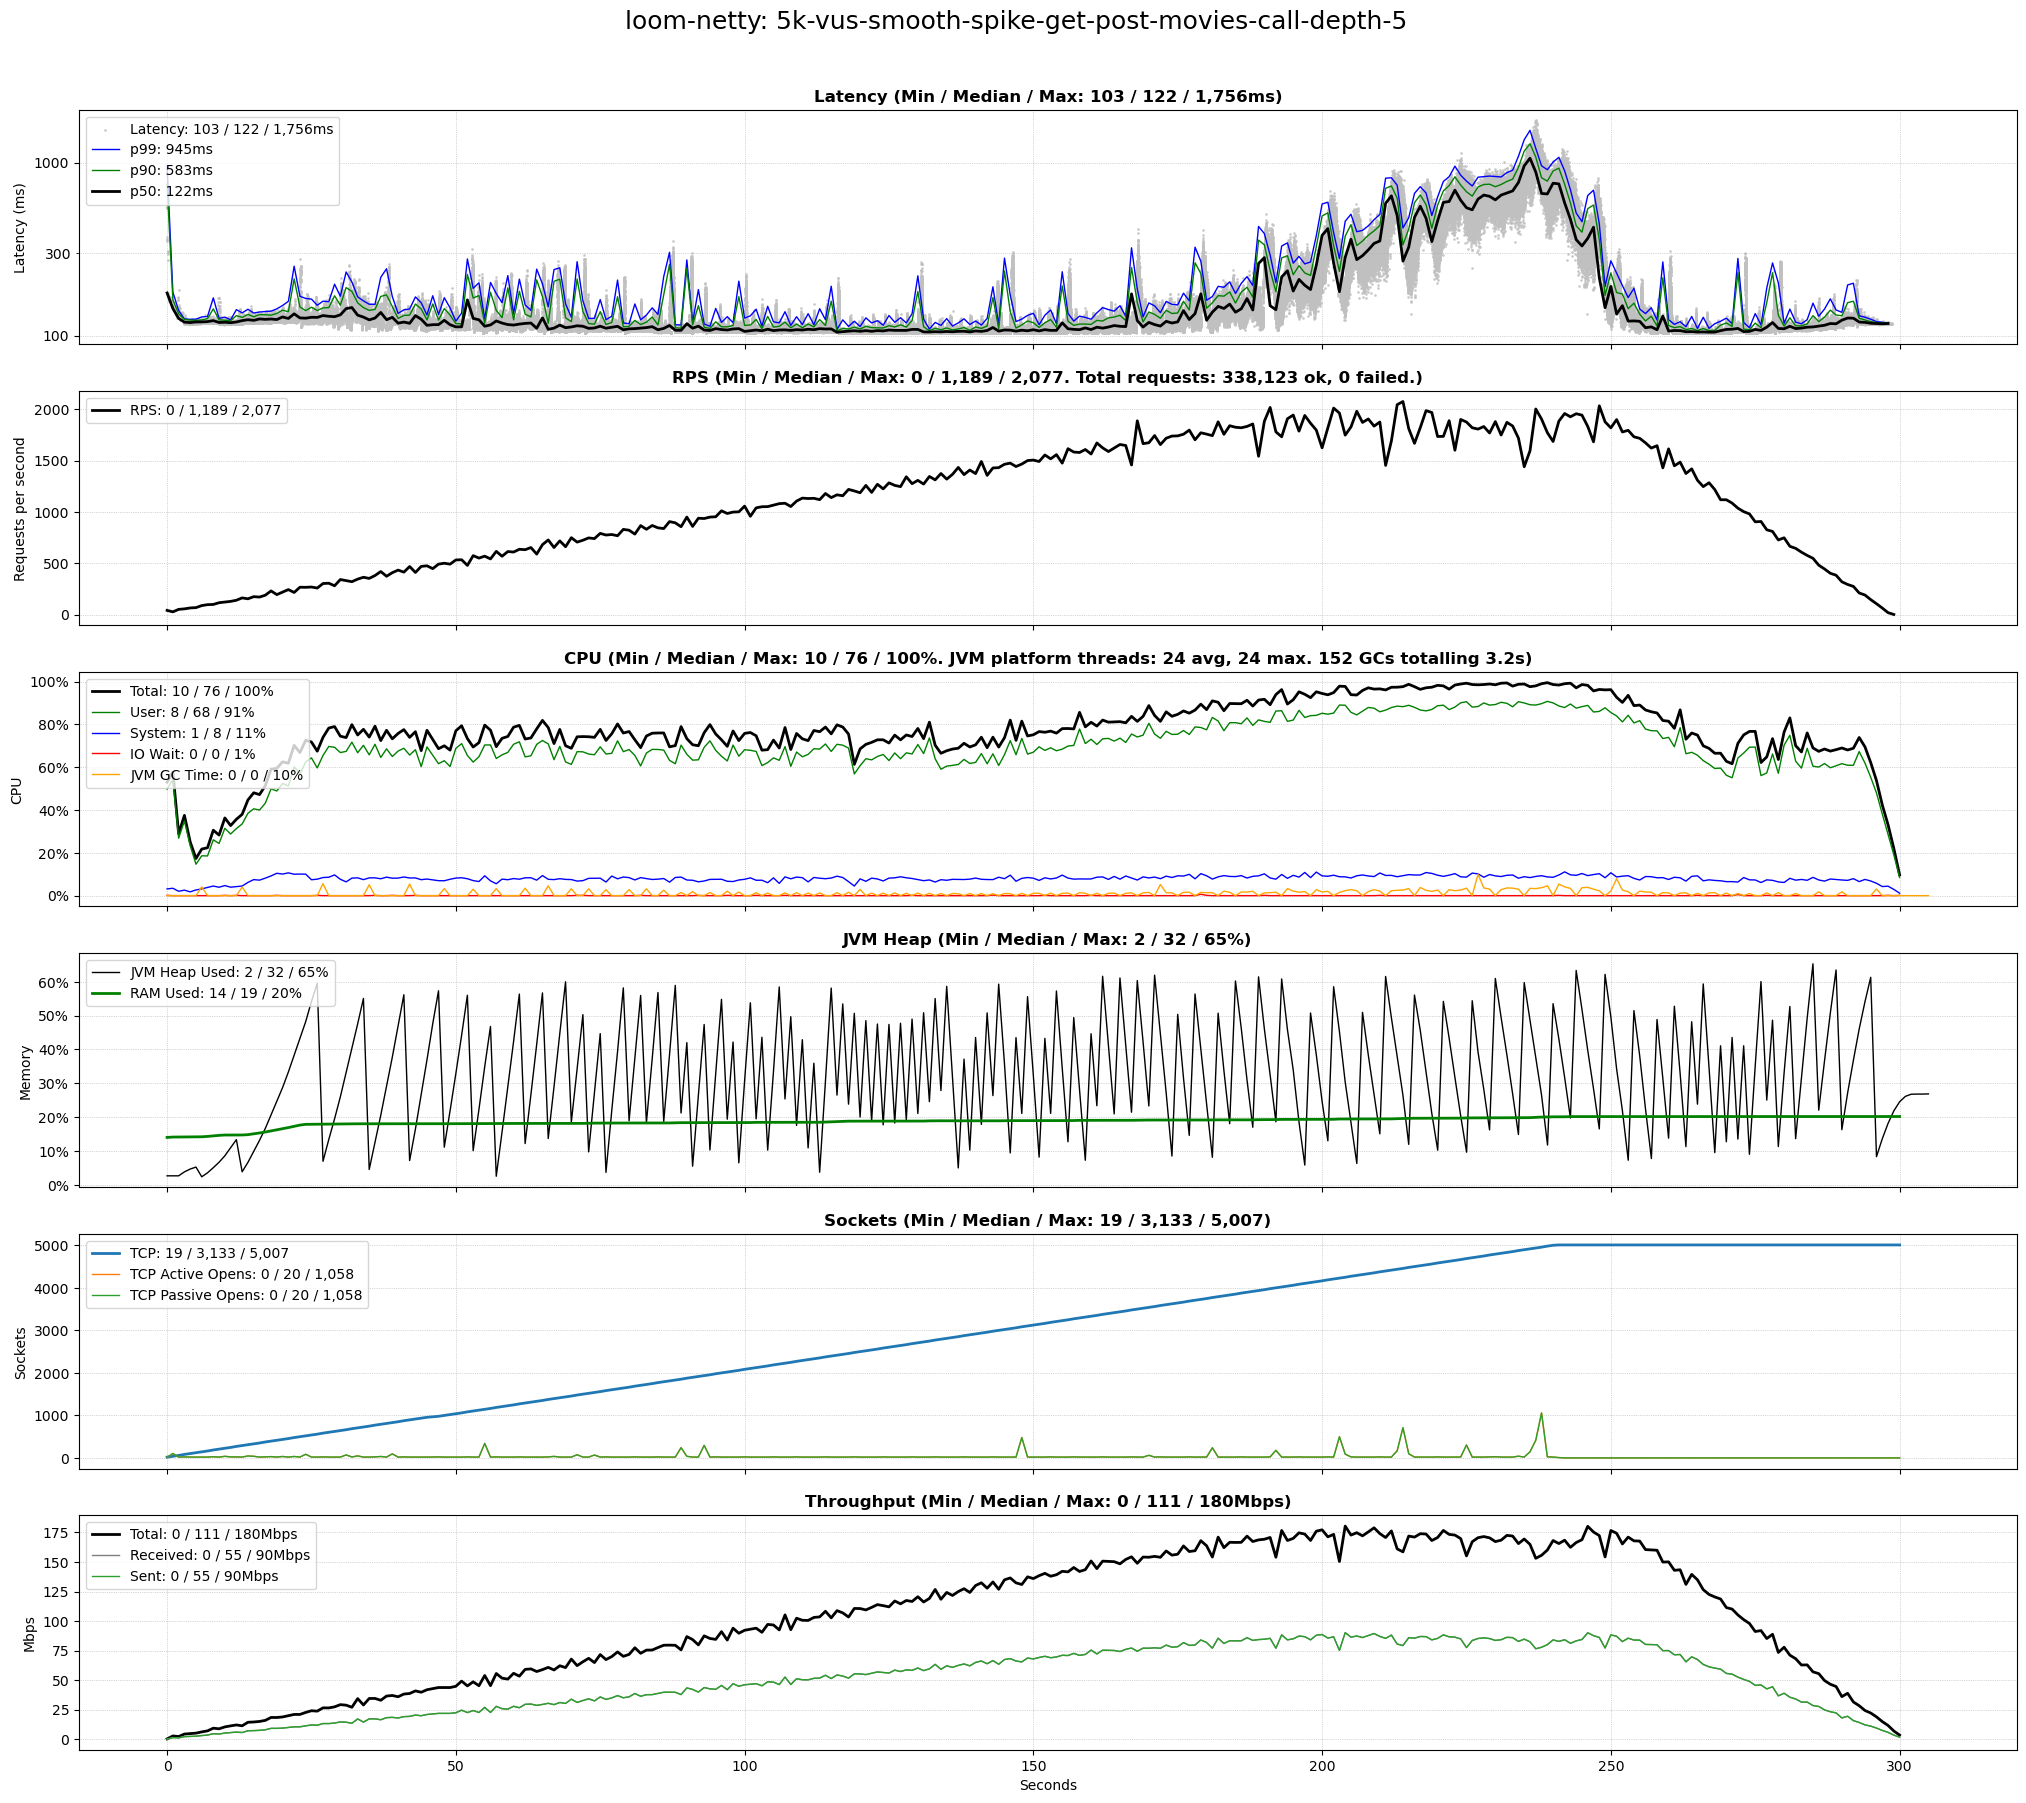 loom-netty: 5k-vus-smooth-spike-get-post-movies-call-depth-5
Latency (Min / Median / Max: 103 / 122 / 1,756ms)
Latency: 103 / 122 / 1,756ms
p99: 945ms
p90: 583ms
p50: 122ms
Latency (ms)
1000
300
100
RPS (Min / Median / Max: 0 / 1,189 / 2,077. Total requests: 338,123 ok, 0 failed.)
RPS: 0 / 1,189 / 2,077
Requests per second
2000
1500
1000
500
0
CPU (Min / Median / Max: 10 / 76 / 100%. JVM platform threads: 24 avg, 24 max. 152 GCs totalling 3.2s)
Total: 10 / 76 / 100%
User: 8 / 68 / 91%
System: 1 / 8 / 11%
IO Wait: 0 / 0 / 1%
JVM GC Time: 0 / 0 / 10%
CPU
100%
80%
60%
40%
20%
0%
JVM Heap (Min / Median / Max: 2 / 32 / 65%)
JVM Heap Used: 2 / 32 / 65%
RAM Used: 14 / 19 / 20%
Memory
60%
50%
40%
30%
20%
10%
0%
Sockets (Min / Median / Max: 19 / 3,133 / 5,007)
TCP: 19 / 3,133 / 5,007
TCP Active Opens: 0 / 20 / 1,058
TCP Passive Opens: 0 / 20 / 1,058
Sockets
5000
4000
3000
2000
1000
0
Throughput (Min / Median / Max: 0 / 111 / 180Mbps)
Total: 0 / 111 / 180Mbps
Received: 0 / 55 / 90Mbps
Sent: 0 / 55 / 90Mbps
Mbps
175
150
125
100
75
50
25
0
0 50 100 150 200 250 300
Seconds